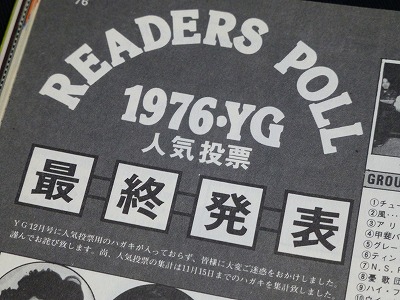 76
READERS POLL
1976・YG
人気投票
最終発表
YG12月号に人気投票用のハガキが入っておらず、皆様に大変ご迷惑をおかけしました。
謹んでお詫び致します。尚、人気投票の集計は11月15日までのハガキを集計致しました。
GROU
①チュー
②風…
③アリ
④甲斐バ
⑤グレー
⑥ティン
⑦N.S.P
⑧憂歌団
⑨ハイ・フ
⑩ウイ